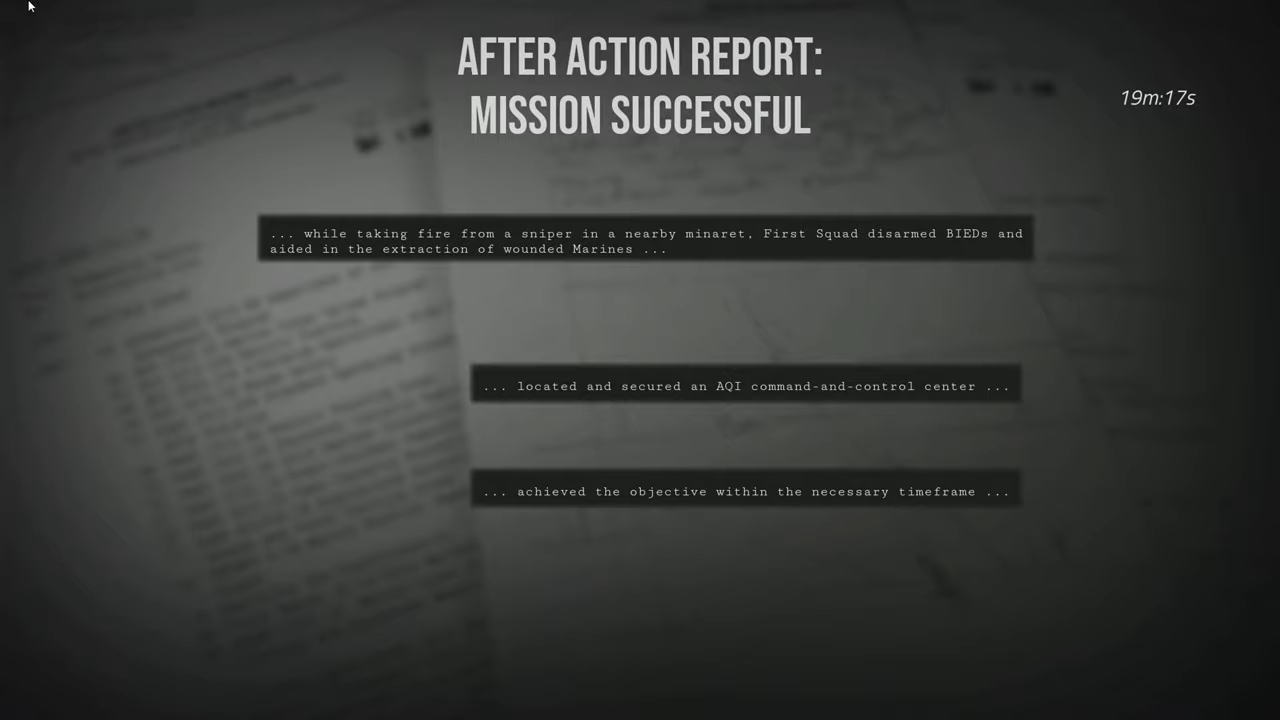 AFTER ACTION REPORT:
MISSION SUCCESSFUL
19m:17s
... while taking fire from a sniper in a nearby minaret, First Squad disarmed BIEDs and
aided in the extraction of wounded Marines ...
... located and secured an AQI command-and-control center ...
... achieved the objective within the necessary timeframe ...